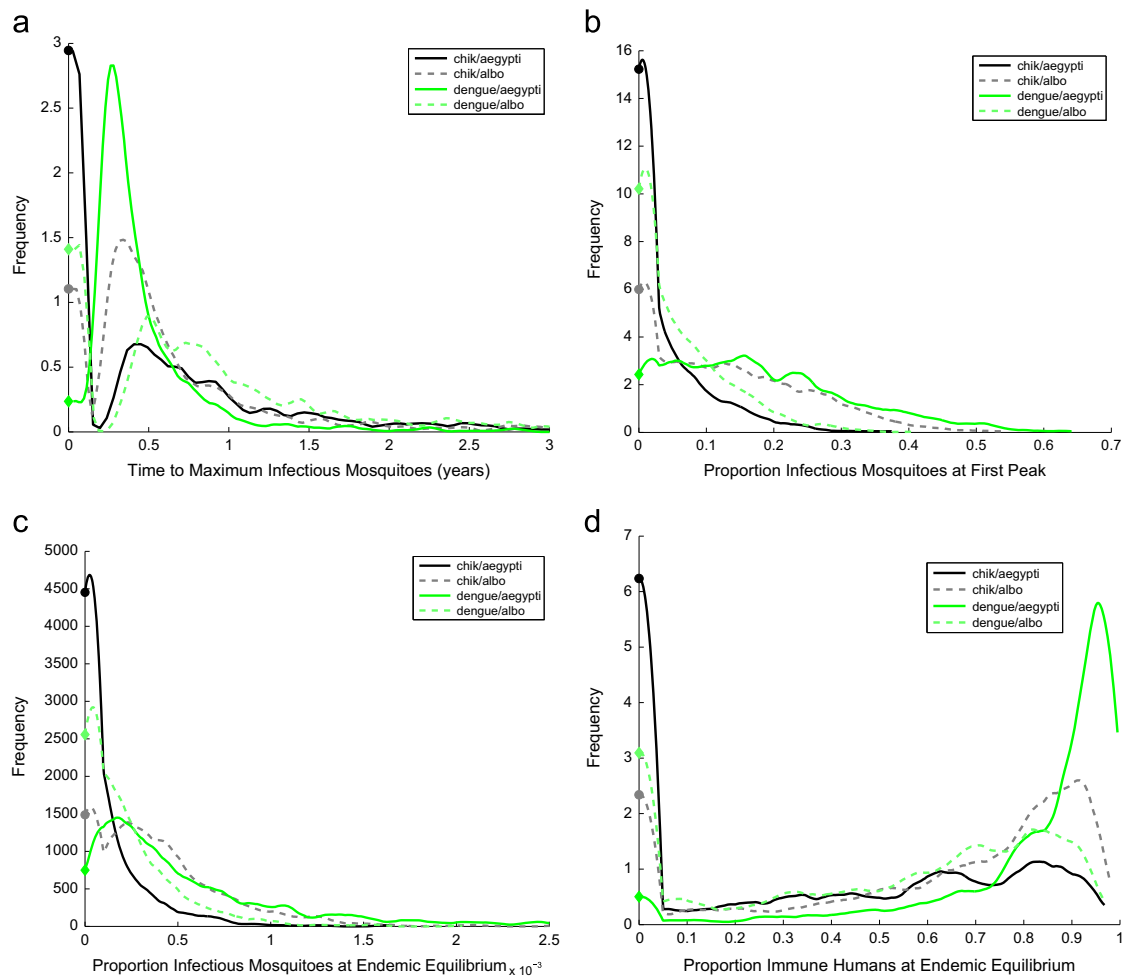 a
3
2.5
2
1.5
1
0.5
0
Frequency
chik/aegypti
chik/albo
dengue/aegypti
dengue/albo
0 0.5 1 1.5 2 2.5 3
Time to Maximum Infectious Mosquitoes (years)
b
16
14
12
10
8
6
4
2
0
Frequency
chik/aegypti
chik/albo
dengue/aegypti
dengue/albo
0 0.1 0.2 0.3 0.4 0.5 0.6 0.7
Proportion Infectious Mosquitoes at First Peak
c
5000
4500
4000
3500
3000
2500
2000
1500
1000
500
0
Frequency
chik/aegypti
chik/albo
dengue/aegypti
dengue/albo
0 0.5 1 1.5 2 2.5
Proportion Infectious Mosquitoes at Endemic Equilibrium x 10⁻³
d
7
6
5
4
3
2
1
0
Frequency
chik/aegypti
chik/albo
dengue/aegypti
dengue/albo
0 0.1 0.2 0.3 0.4 0.5 0.6 0.7 0.8 0.9 1
Proportion Immune Humans at Endemic Equilibrium